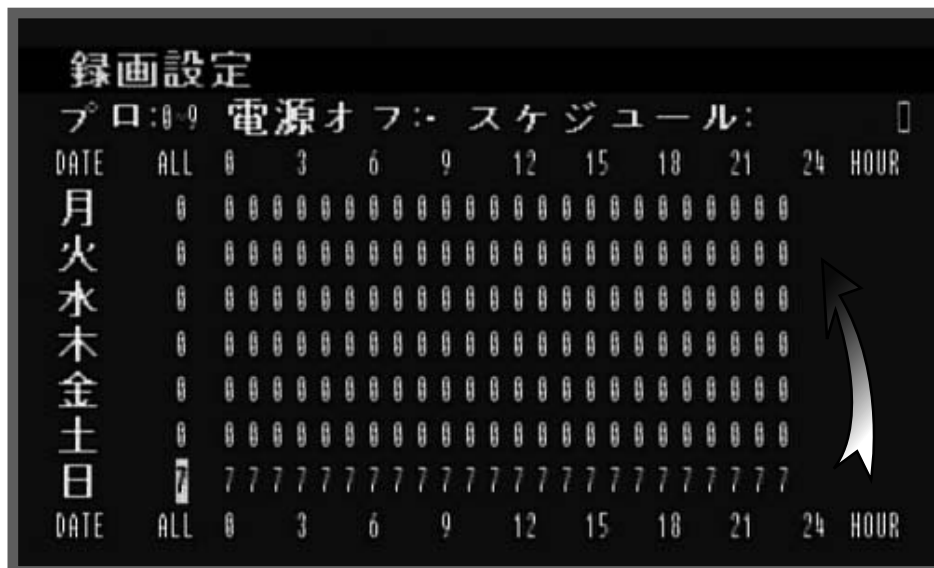 録画設定
プロ:0~9 電源オフ:- スケジュール:
DATE ALL 0 3 6 9 12 15 18 21 24 HOUR
月 0 0 0 0 0 0 0 0 0 0 0 0 0 0 0 0 0 0 0 0 0 0 0 0 0
火 0 0 0 0 0 0 0 0 0 0 0 0 0 0 0 0 0 0 0 0 0 0 0 0 0
水 0 0 0 0 0 0 0 0 0 0 0 0 0 0 0 0 0 0 0 0 0 0 0 0 0
木 0 0 0 0 0 0 0 0 0 0 0 0 0 0 0 0 0 0 0 0 0 0 0 0 0
金 0 0 0 0 0 0 0 0 0 0 0 0 0 0 0 0 0 0 0 0 0 0 0 0 0
土 0 0 0 0 0 0 0 0 0 0 0 0 0 0 0 0 0 0 0 0 0 0 0 0 0
日 7 7 7 7 7 7 7 7 7 7 7 7 7 7 7 7 7 7 7 7 7 7 7 7 7
DATE ALL 0 3 6 9 12 15 18 21 24 HOUR